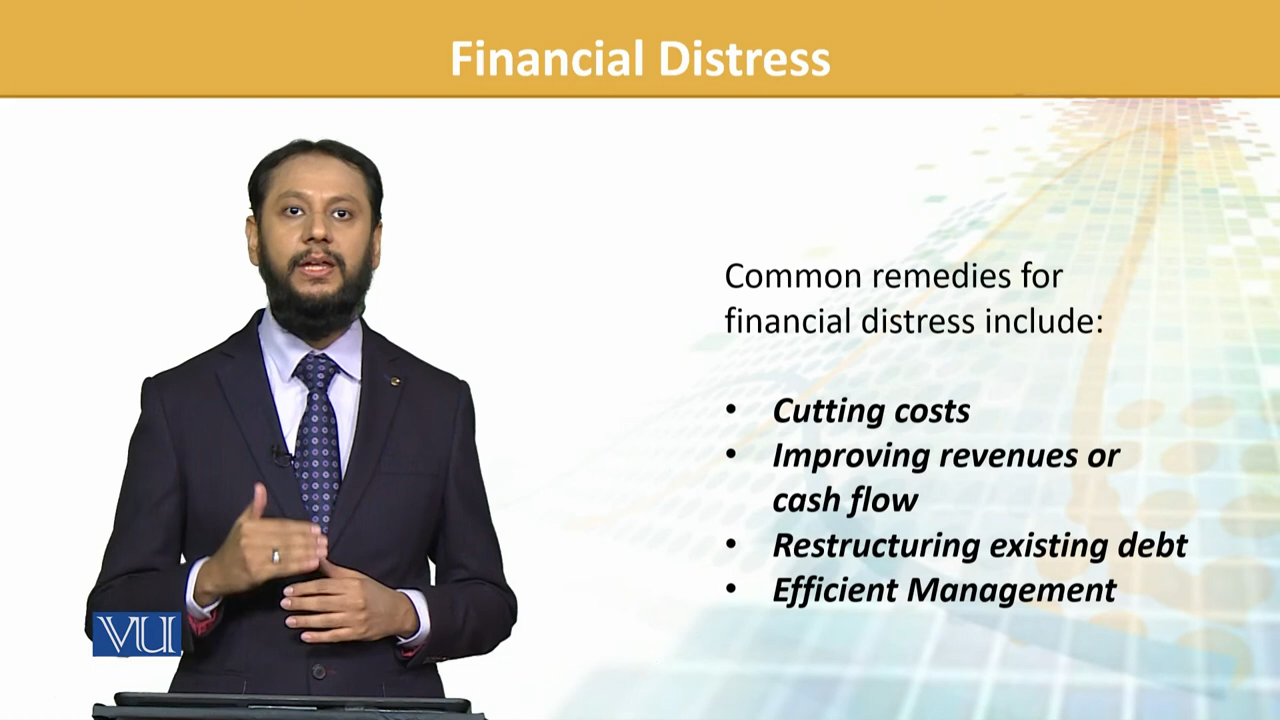 Financial Distress
Common remedies for
financial distress include:
• Cutting costs
• Improving revenues or
cash flow
• Restructuring existing debt
• Efficient Management
VU